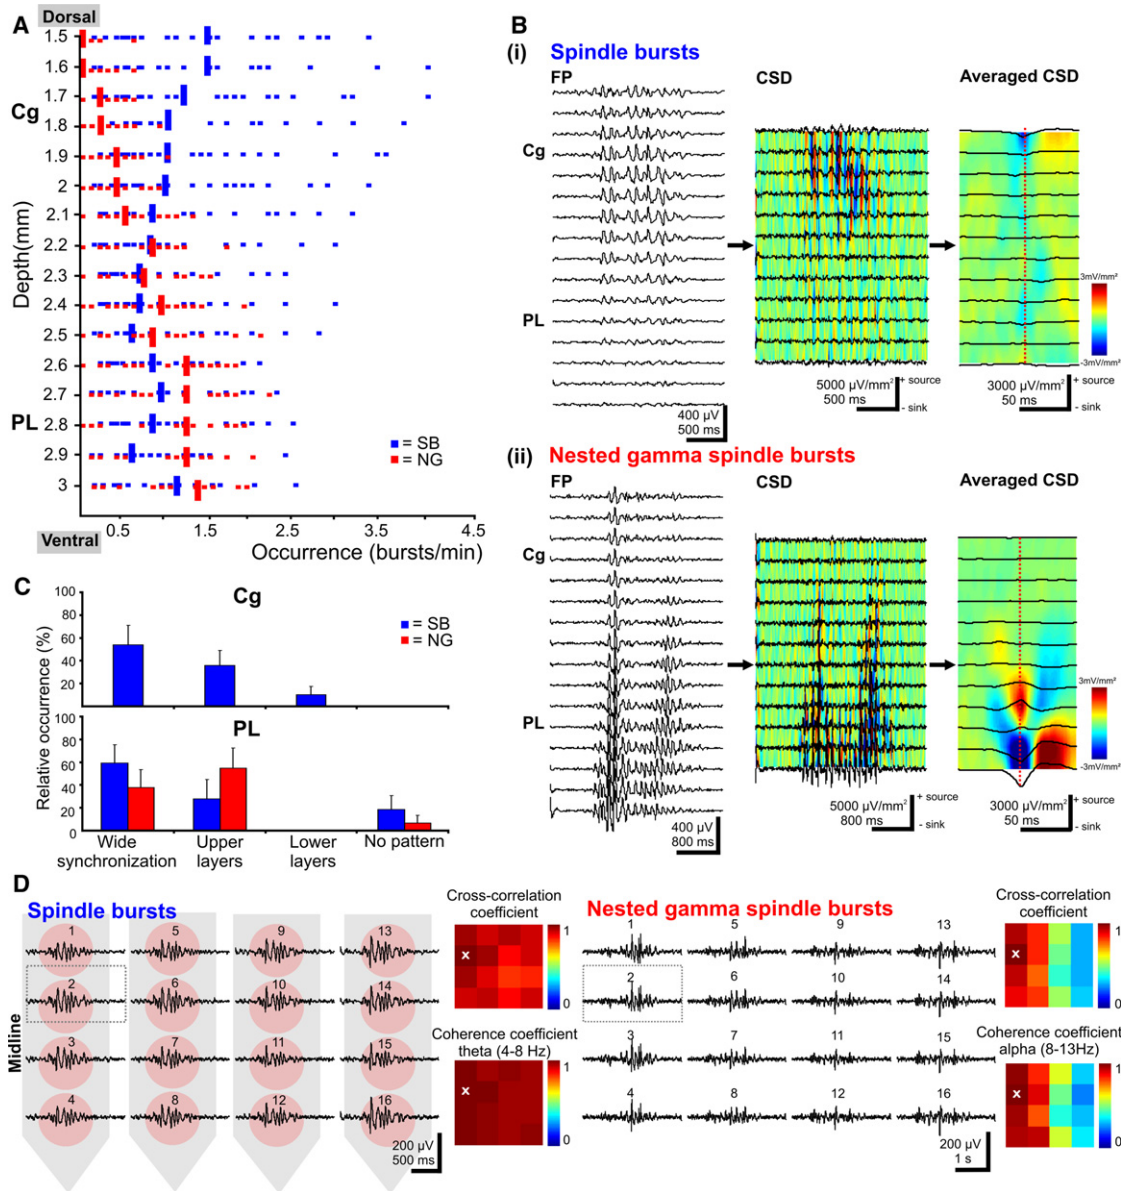 A
Dorsal
1.5
1.6
1.7
Cg
1.8
1.9
2
2.1
2.2
2.3
2.4
2.5
2.6
2.7
PL
2.8
2.9
3
Depth(mm)
= SB
= NG
0.5
1
1.5
2.5
3.5
4.5
Ventral
Occurrence (bursts/min)
B
(i) Spindle bursts
FP
CSD
Averaged CSD
Cg
PL
400 µV
500 ms
5000 µV/mm²
500 ms
+ source
- sink
3mV/mm²
-3mV/mm²
3000 µV/mm²
50 ms
+ source
- sink
(ii) Nested gamma spindle bursts
FP
CSD
Averaged CSD
Cg
PL
400 µV
800 ms
5000 µV/mm²
800 ms
+ source
- sink
3mV/mm²
-3mV/mm²
3000 µV/mm²
50 ms
+ source
- sink
C
Cg
= SB
= NG
100
80
60
40
20
PL
100
80
60
40
20
0
Relative occurrence (%)
Wide synchronization
Upper layers
Lower layers
No pattern
D
Spindle bursts
Midline
1
5
9
13
2
6
10
14
3
7
11
15
4
8
12
16
200 µV
500 ms
Cross-correlation
coefficient
x
1
0
Coherence coefficient
theta (4-8 Hz)
x
1
0
Nested gamma spindle bursts
1
5
9
13
2
6
10
14
3
7
11
15
4
8
12
16
200 µV
1 s
Cross-correlation
coefficient
x
1
0
Coherence coefficient
alpha (8-13Hz)
x
1
0